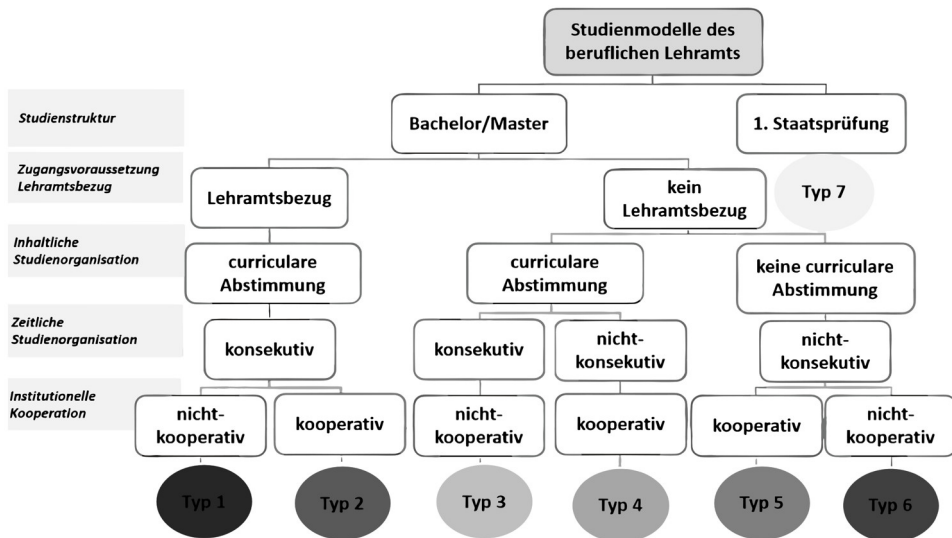 Studienmodelle des
beruflichen Lehramts
Studienstruktur
Bachelor/Master
1. Staatsprüfung
Zugangsvoraussetzung
Lehramtsbezug
Lehramtsbezug
kein
Lehramtsbezug
Typ 7
Inhaltliche
Studienorganisation
curriculare
Abstimmung
curriculare
Abstimmung
keine curriculare
Abstimmung
Zeitliche
Studienorganisation
konsekutiv
konsekutiv
nicht-
konsekutiv
nicht-
konsekutiv
Institutionelle
Kooperation
nicht-
kooperativ
kooperativ
nicht-
kooperativ
kooperativ
kooperativ
nicht-
kooperativ
Typ 1
Typ 2
Typ 3
Typ 4
Typ 5
Typ 6